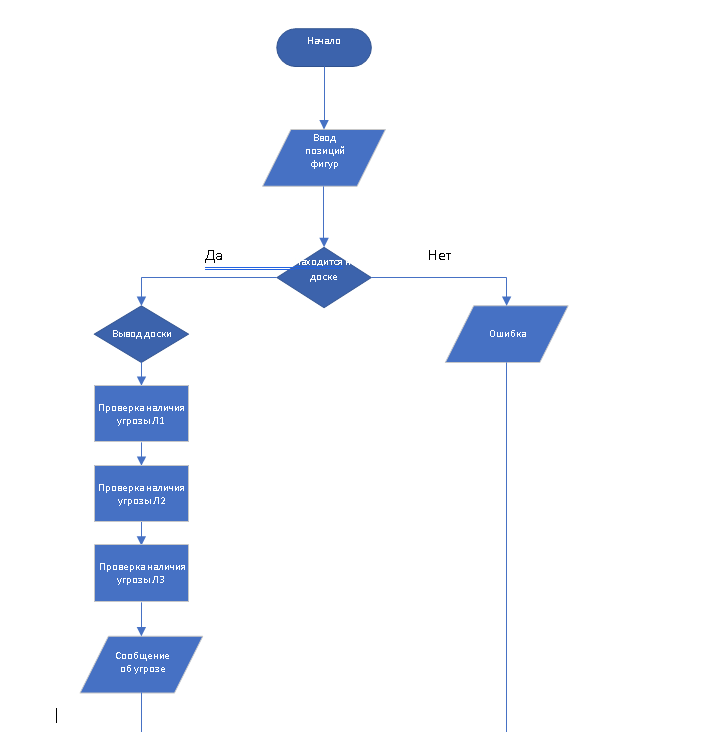 Начало
Ввод
позиций
фигур
Да
Нет
доске
Вывод доски
Ошибка
Проверка наличия
угрозы Л1
Проверка наличия
угрозы Л2
Проверка наличия
угрозы Л3
Сообщение
об угрозе